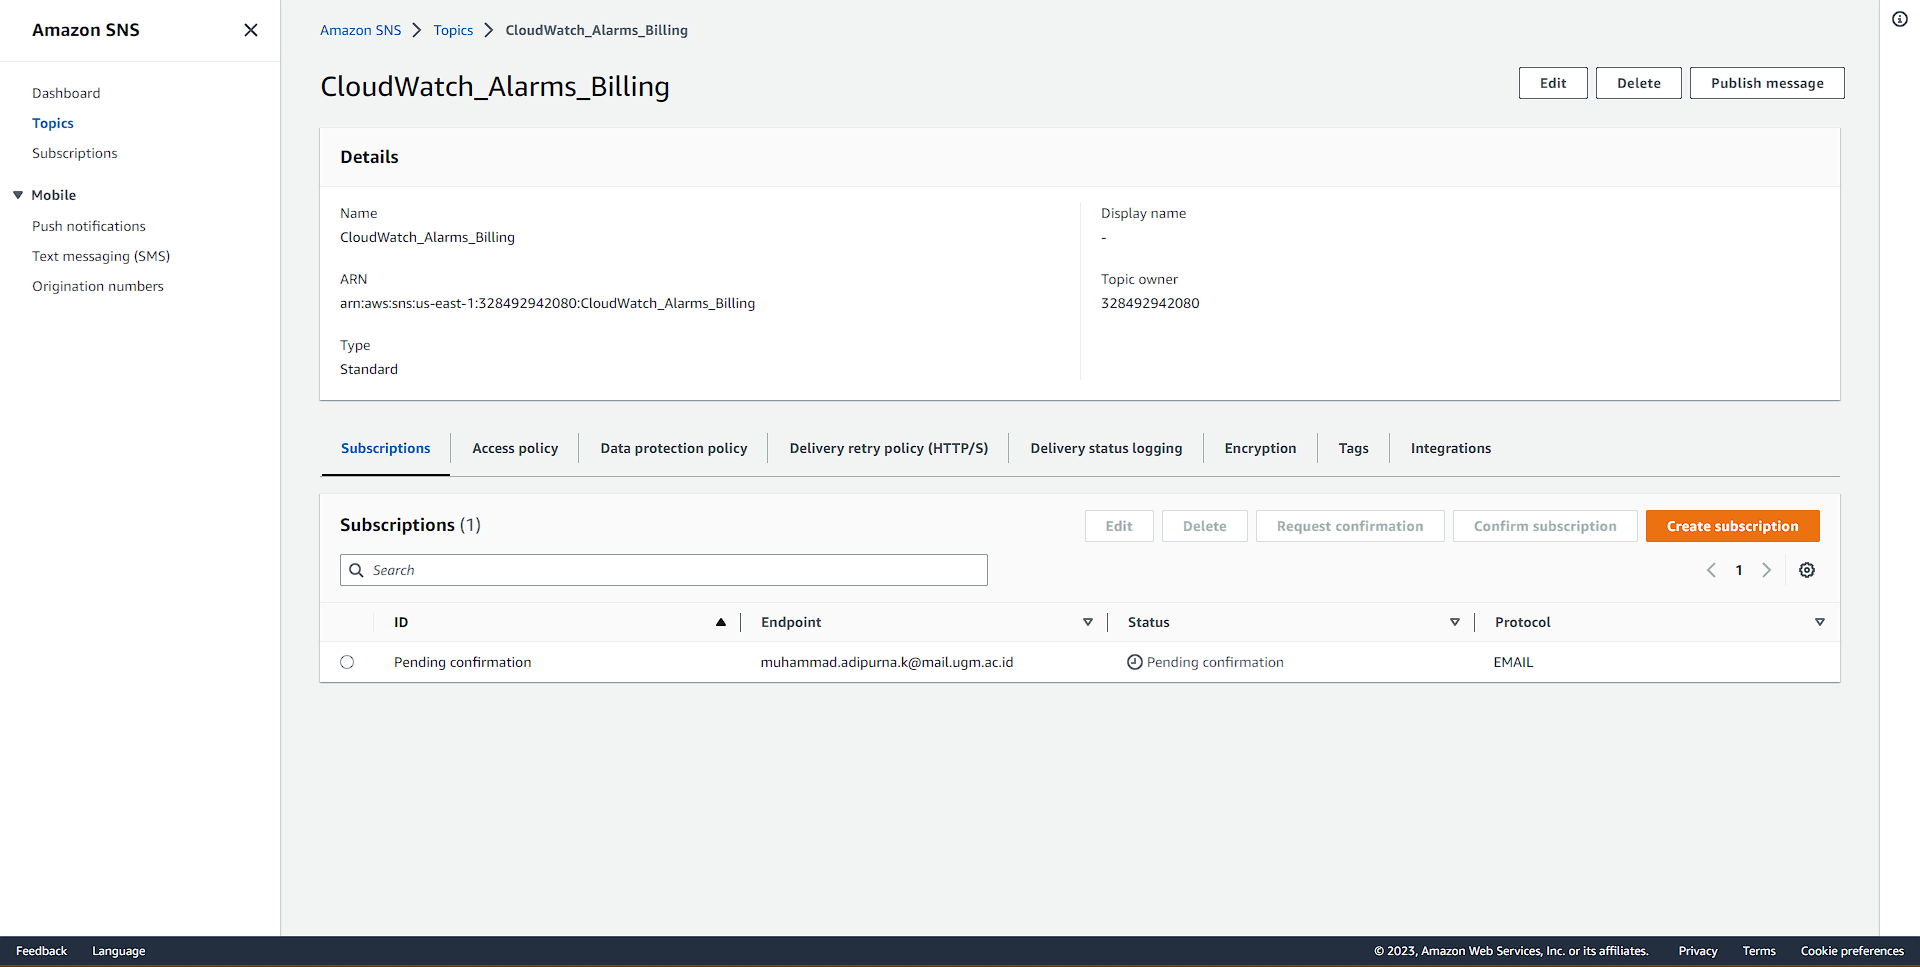 Amazon SNS
Dashboard
Topics
Subscriptions
Mobile
Push notifications
Text messaging (SMS)
Origination numbers
Amazon SNS Topics CloudWatch_Alarms_Billing
CloudWatch_Alarms_Billing
Edit Delete Publish message
Details
Name
CloudWatch_Alarms_Billing
ARN
arn:aws:sns:us-east-1:328492942080:CloudWatch_Alarms_Billing
Type
Standard
Display name
-
Topic owner
328492942080
Subscriptions Access policy Data protection policy Delivery retry policy (HTTP/S) Delivery status logging Encryption Tags Integrations
Subscriptions (1)
Edit Delete Request confirmation Confirm subscription Create subscription
Search
1
ID Endpoint Status Protocol
Pending confirmation muhammad.adipurna.k@mail.ugm.ac.id Pending confirmation EMAIL
Feedback Language © 2023, Amazon Web Services, Inc. or its affiliates. Privacy Terms Cookie preferences